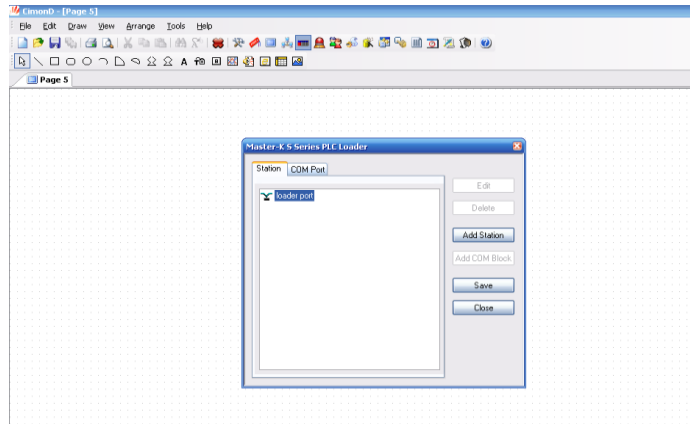 CimonD - [Page 5]
File Edit Draw View Arrange Tools Help
Page 5
Master-K S Series PLC Loader
Station COM Port
loader port
Edit
Delete
Add Station
Add COM Block
Save
Close